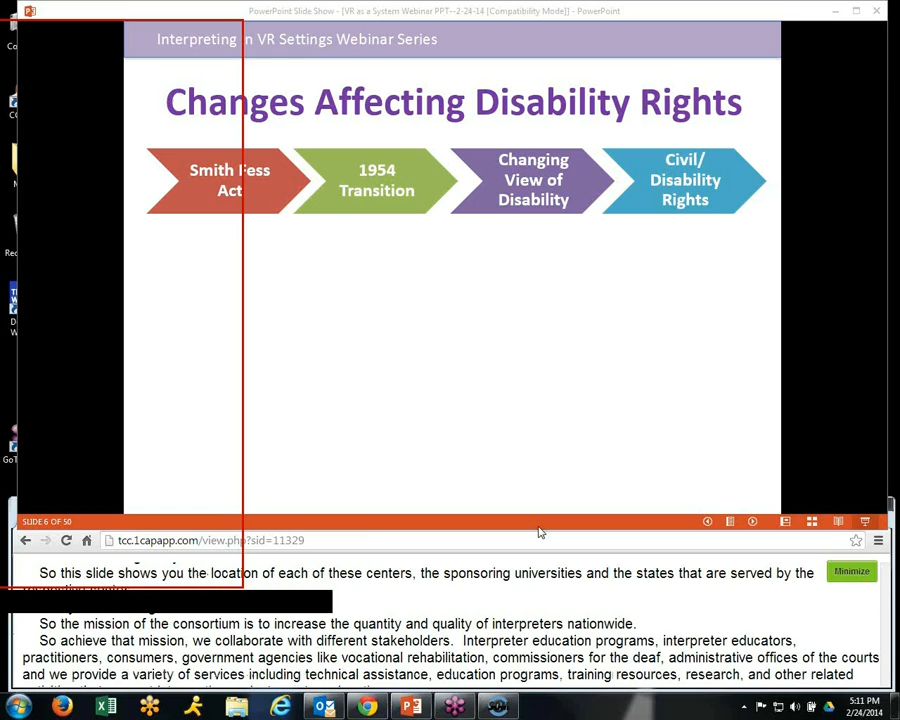 PowerPoint Slide Show - [VR as a System Webinar PPT--2-24-14 [Compatibility Mode]] - PowerPoint
Interpreting in VR Settings Webinar Series
Changes Affecting Disability Rights
Smith Fess
Act
1954
Transition
Changing
View of
Disability
Civil/
Disability
Rights
SLIDE 6 OF 50
tcc.1capapp.com/view.php?sid=11329
Minimize
So this slide shows you the location of each of these centers, the sponsoring universities and the states that are served by the
So the mission of the consortium is to increase the quantity and quality of interpreters nationwide.
So achieve that mission, we collaborate with different stakeholders. Interpreter education programs, interpreter educators,
practitioners, consumers, government agencies like vocational rehabilitation, commissioners for the deaf, administrative offices of the courts
and we provide a variety of services including technical assistance, education programs, training resources, research, and other related
5:11 PM
2/24/2014